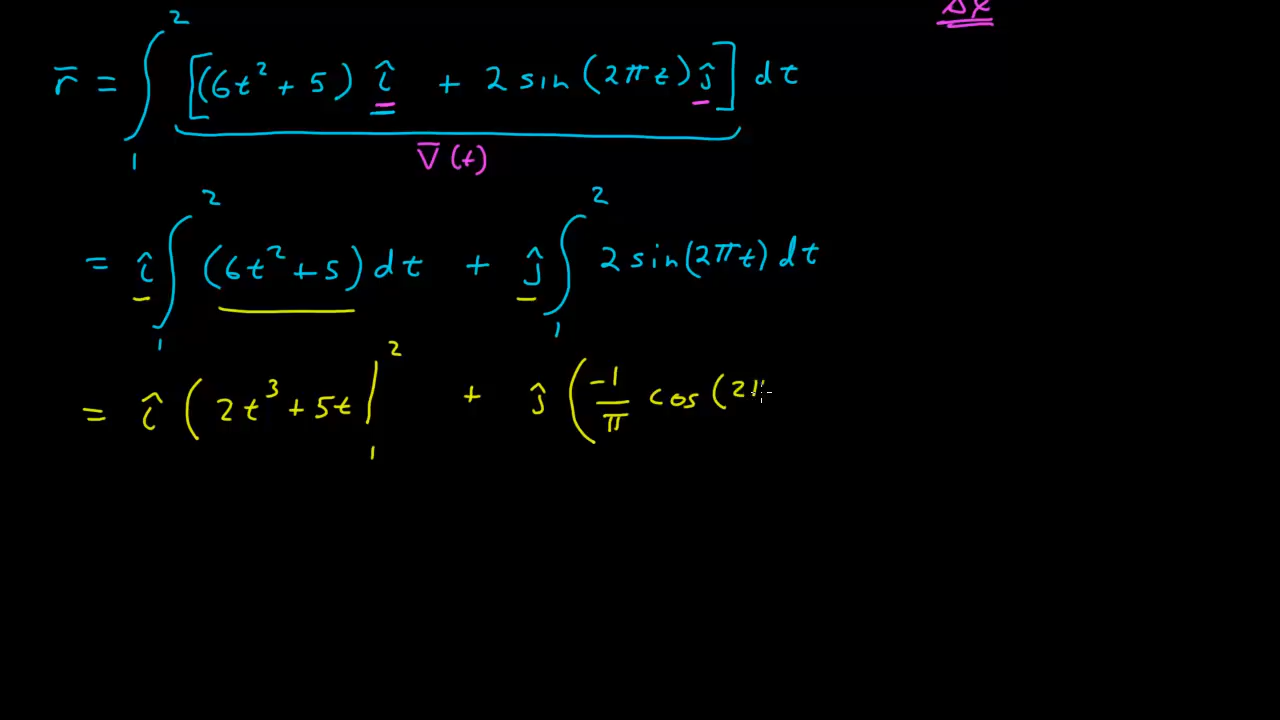 Δx
r̄ = ∫₁² [(6t² + 5) î + 2 sin(2πt) ĵ] dt
v̄(t)
= î ∫₁² (6t² + 5) dt + ĵ ∫₁² 2 sin(2πt) dt
= î (2t³ + 5t |₁² + ĵ ( -1/π cos(2